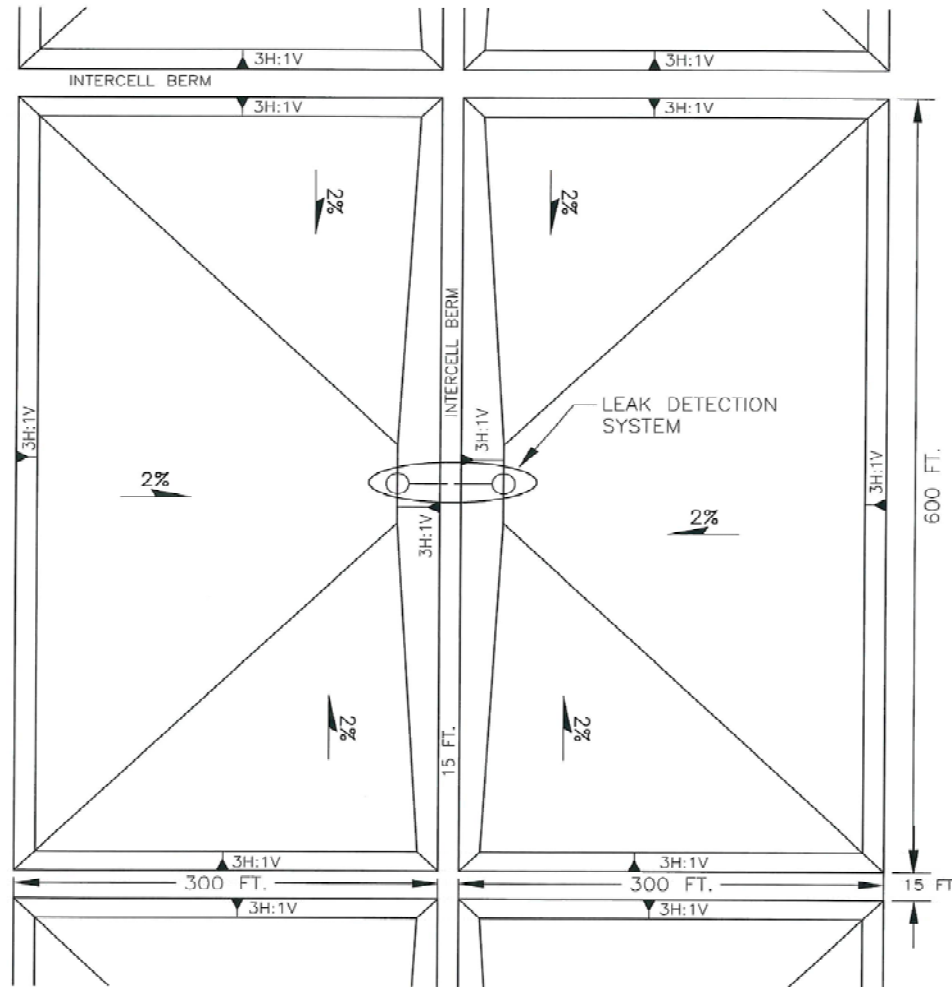 3H:1V
3H:1V
INTERCELL BERM
3H:1V
3H:1V
2%
2%
INTERCELL BERM
LEAK DETECTION
SYSTEM
3H:1V
3H:1V
3H:1V
600 FT.
2%
2%
3H:1V
2%
2%
15 FT.
3H:1V
3H:1V
300 FT.
300 FT.
15 FT
3H:1V
3H:1V